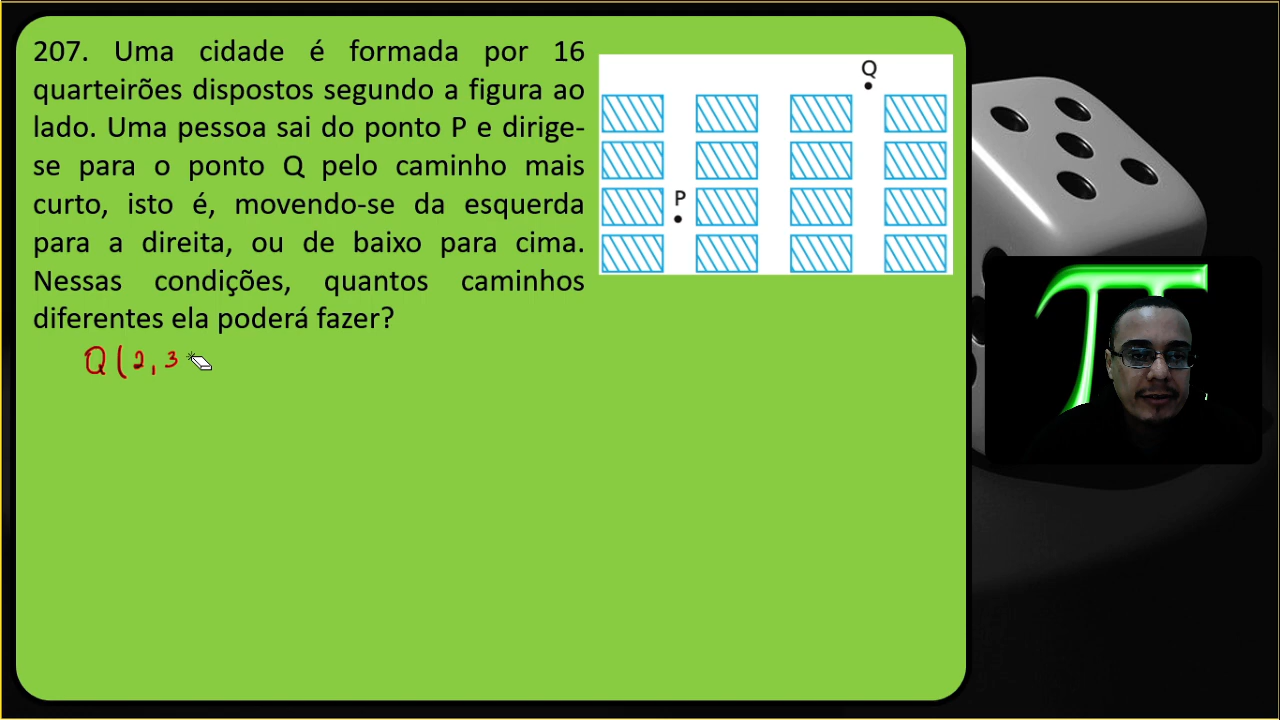 207. Uma cidade é formada por 16
quarteirões dispostos segundo a figura ao
lado. Uma pessoa sai do ponto P e dirige-
se para o ponto Q pelo caminho mais
curto, isto é, movendo-se da esquerda
para a direita, ou de baixo para cima.
Nessas condições, quantos caminhos
diferentes ela poderá fazer?
Q
P
Q(2,3
π